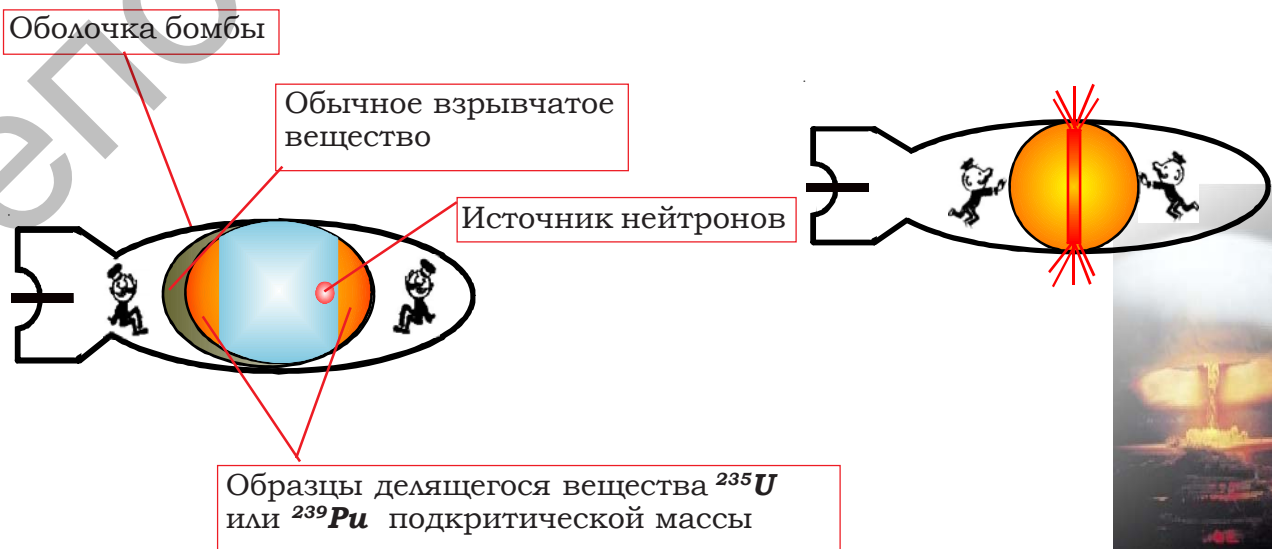 Оболочка бомбы
Обычное взрывчатое
вещество
Источник нейтронов
Образцы делящегося вещества ²³⁵U
или ²³⁹Pu подкритической массы